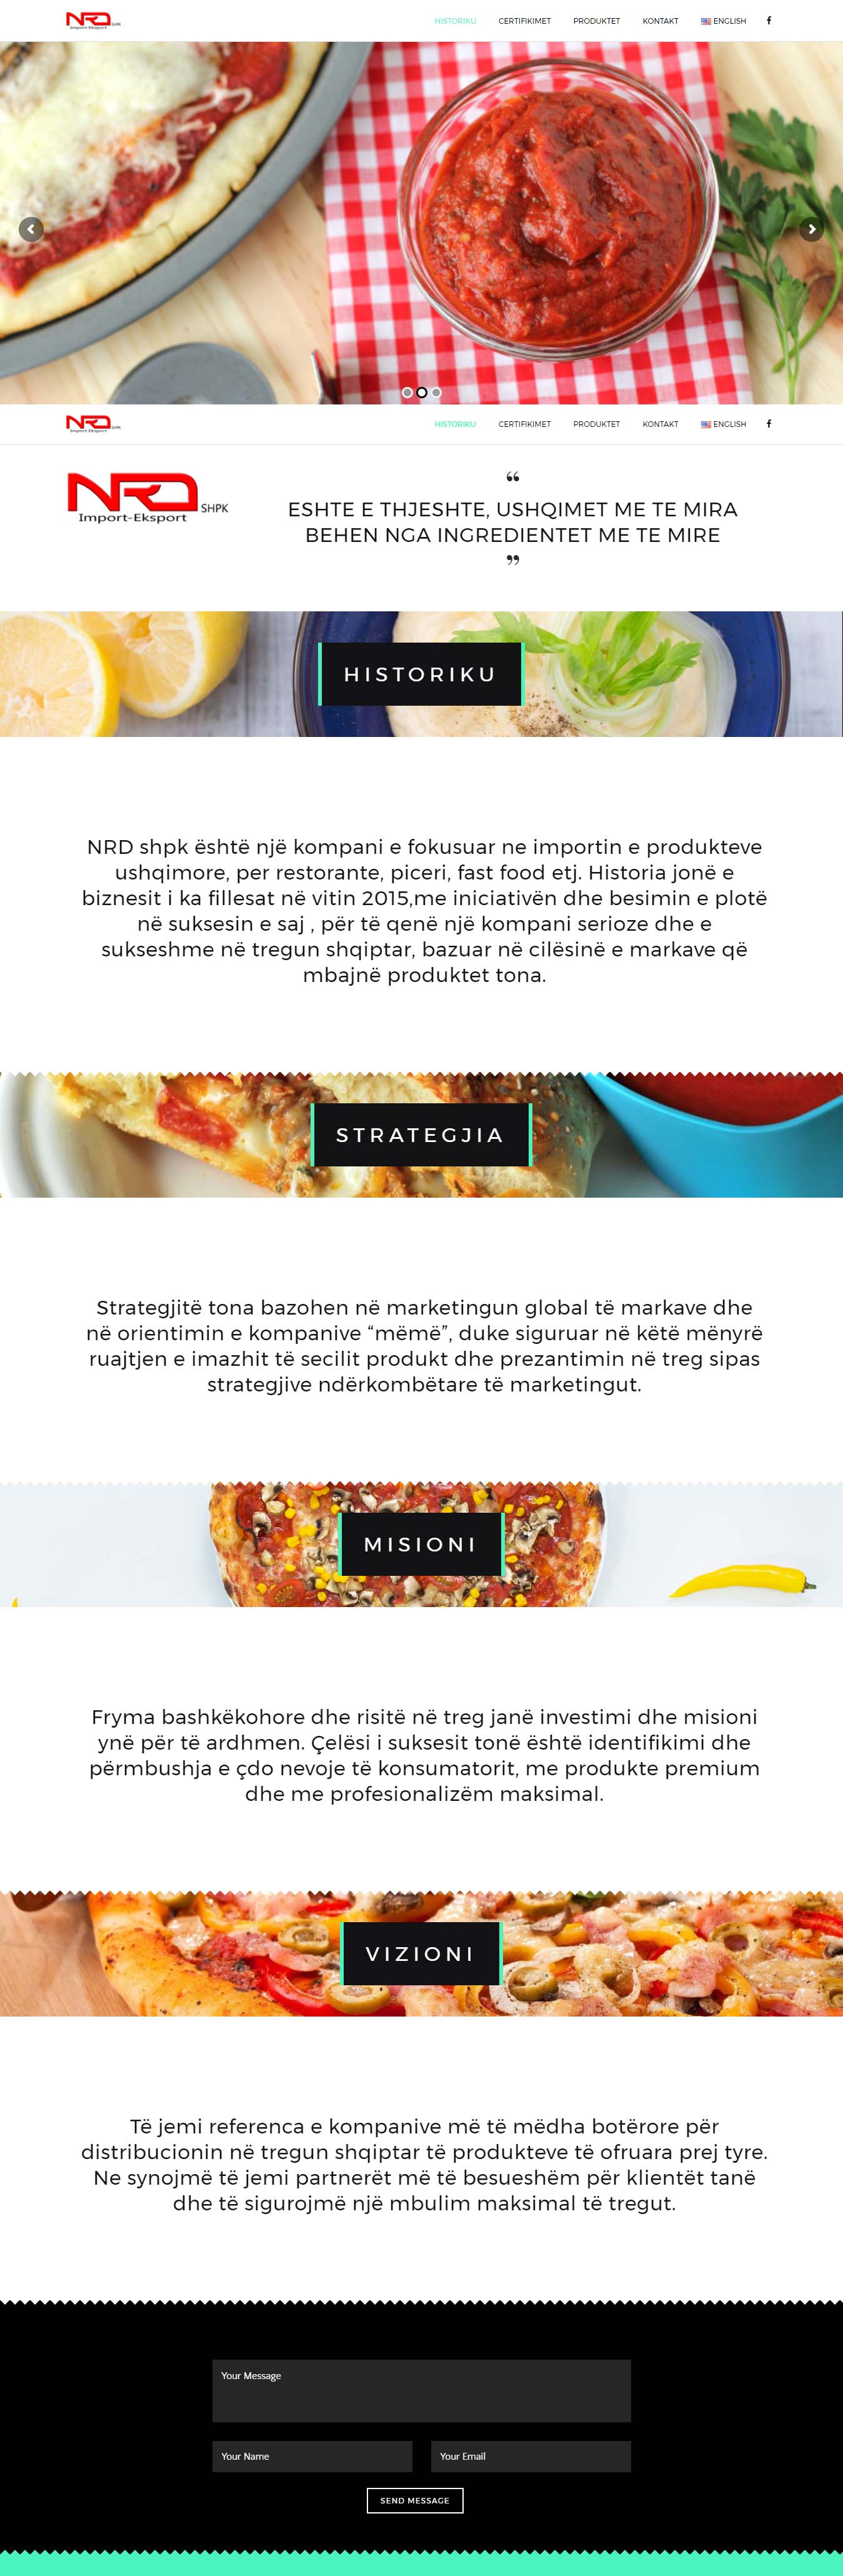 NRD SHPK
Import-Eksport
HISTORIKU CERTIFIKIMET PRODUKTET KONTAKT ENGLISH
NRD SHPK
Import-Eksport
HISTORIKU CERTIFIKIMET PRODUKTET KONTAKT ENGLISH
NRD SHPK
Import-Eksport
“
ESHTE E THJESHTE, USHQIMET ME TE MIRA
BEHEN NGA INGREDIENTET ME TE MIRE
”
HISTORIKU
NRD shpk është një kompani e fokusuar ne importin e produkteve
ushqimore, per restorante, piceri, fast food etj. Historia jonë e
biznesit i ka fillesat në vitin 2015,me iniciativën dhe besimin e plotë
në suksesin e saj , për të qenë një kompani serioze dhe e
sukseshme në tregun shqiptar, bazuar në cilësinë e markave që
mbajnë produktet tona.
STRATEGJIA
Strategjitë tona bazohen në marketingun global të markave dhe
në orientimin e kompanive “mëmë”, duke siguruar në këtë mënyrë
ruajtjen e imazhit të secilit produkt dhe prezantimin në treg sipas
strategjive ndërkombëtare të marketingut.
MISIONI
Fryma bashkëkohore dhe risitë në treg janë investimi dhe misioni
ynë për të ardhmen. Çelësi i suksesit tonë është identifikimi dhe
përmbushja e çdo nevoje të konsumatorit, me produkte premium
dhe me profesionalizëm maksimal.
VIZIONI
Të jemi referenca e kompanive më të mëdha botërore për
distribucionin në tregun shqiptar të produkteve të ofruara prej tyre.
Ne synojmë të jemi partnerët më të besueshëm për klientët tanë
dhe të sigurojmë një mbulim maksimal të tregut.
Your Message
Your Name Your Email
SEND MESSAGE